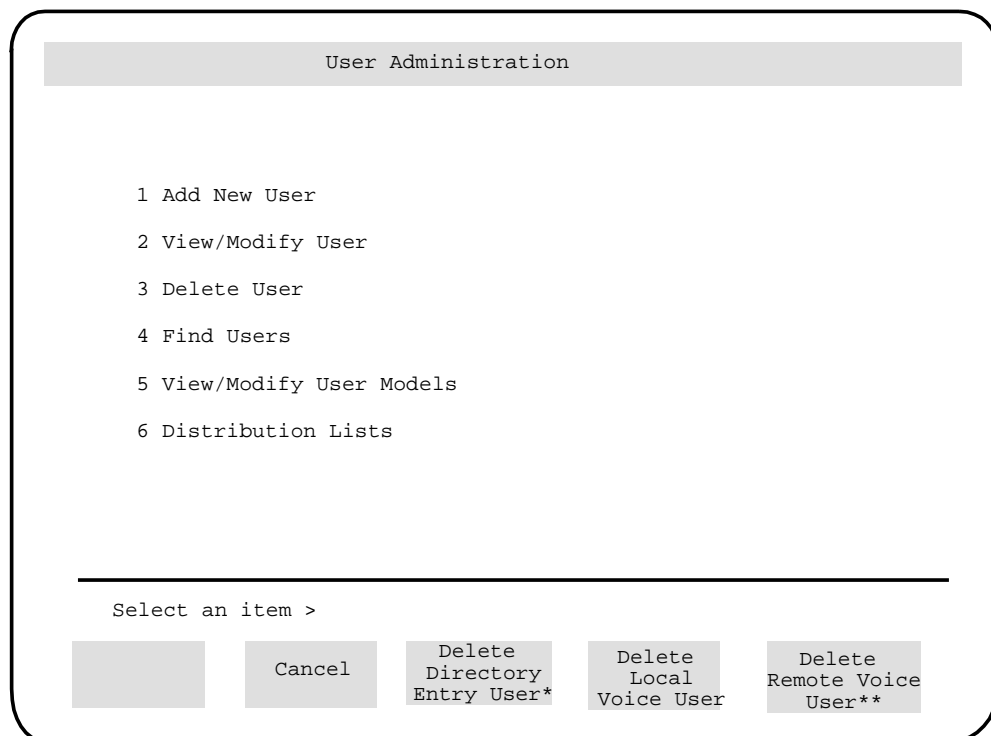 User Administration
1 Add New User
2 View/Modify User
3 Delete User
4 Find Users
5 View/Modify User Models
6 Distribution Lists
Select an item >
Cancel
Delete
Directory
Entry User*
Delete
Local
Voice User
Delete
Remote Voice
User**